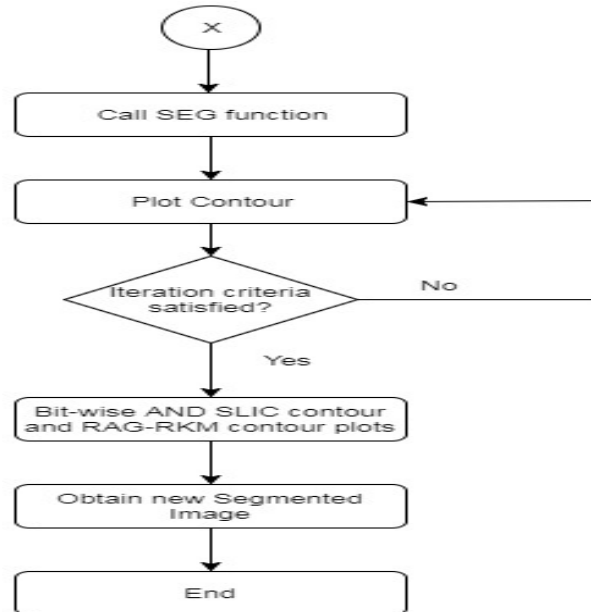 X
Call SEG function
Plot Contour
Iteration criteria
satisfied?
No
Yes
Bit-wise AND SLIC contour
and RAG-RKM contour plots
Obtain new Segmented
Image
End